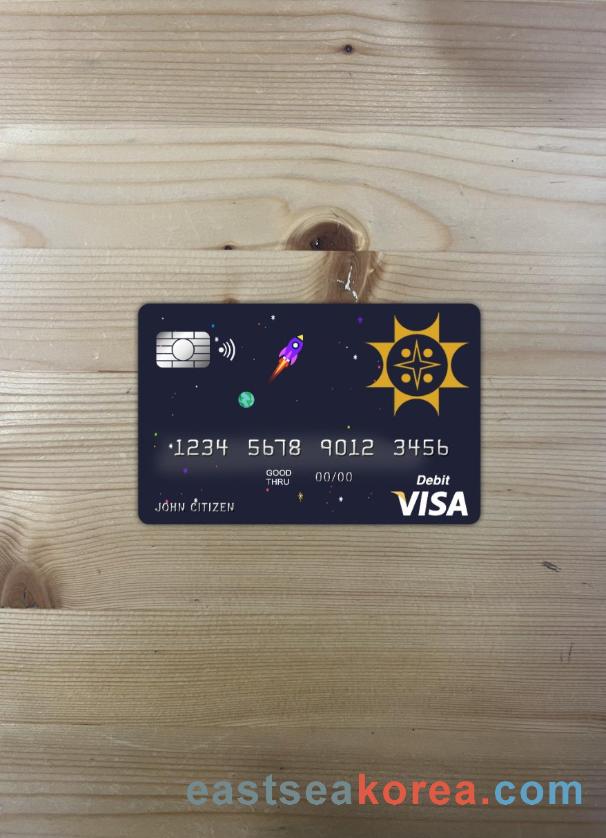 1234 5678 9012 3456
GOOD
THRU
00/00
Debit
VISA
JOHN CITIZEN
eastseakorea.com